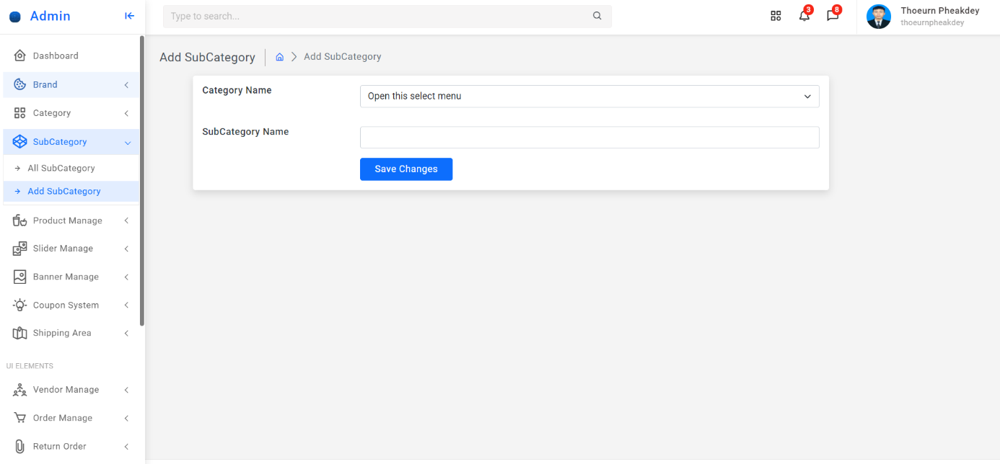 Admin
Type to search...
3
8
Thoeurn Pheakdey
thoeurnpheakdey
Dashboard
Brand
Category
SubCategory
All SubCategory
Add SubCategory
Product Manage
Slider Manage
Banner Manage
Coupon System
Shipping Area
UI ELEMENTS
Vendor Manage
Order Manage
Return Order
Add SubCategory
Add SubCategory
Category Name
Open this select menu
SubCategory Name
Save Changes